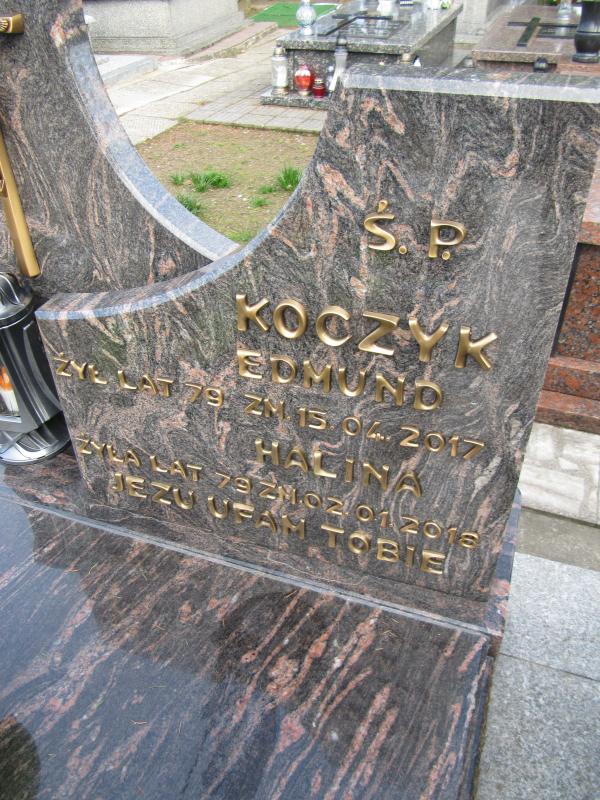 Ś. P.
KOCZYK
EDMUND
ŻYŁ LAT 79 ZM. 15. 04. 2017
HALINA
ŻYŁA LAT 79 ZM. 02. 01. 2018
JEZU UFAM TOBIE